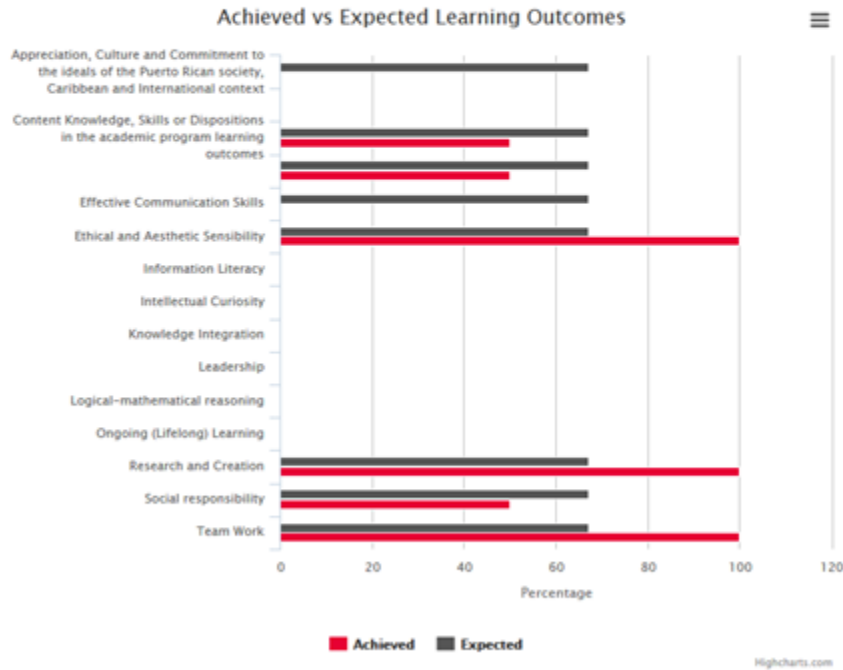 Achieved vs Expected Learning Outcomes
Appreciation, Culture and Commitment to
the ideals of the Puerto Rican society,
Caribbean and International context
Content Knowledge, Skills or Dispositions
in the academic program learning
outcomes
Effective Communication Skills
Ethical and Aesthetic Sensibility
Information Literacy
Intellectual Curiosity
Knowledge Integration
Leadership
Logical-mathematical reasoning
Ongoing (Lifelong) Learning
Research and Creation
Social responsibility
Team Work
0 20 40 60 80 100 120
Percentage
Achieved Expected
Highcharts.com